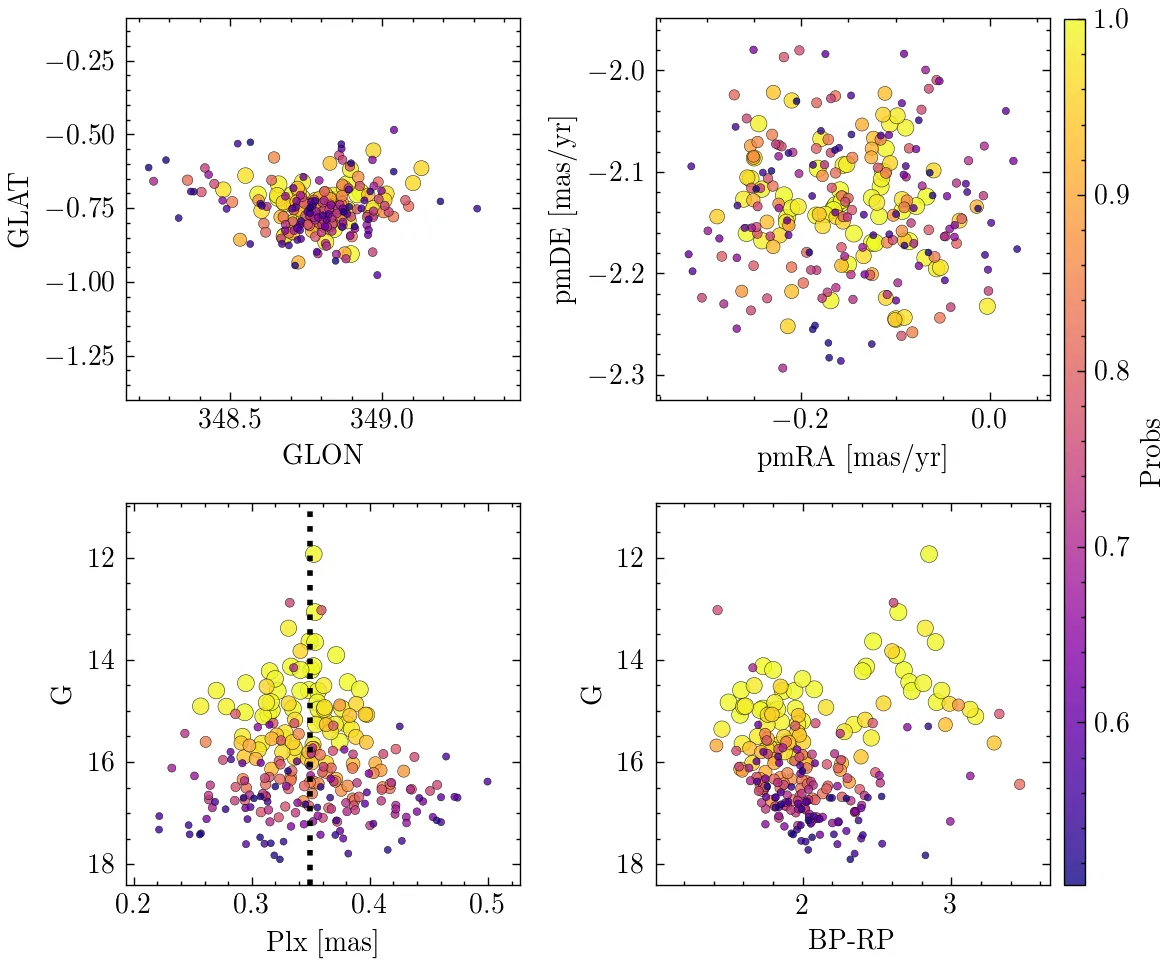 −0.25
−0.50
−0.75
−1.00
−1.25
GLAT
348.5 349.0
GLON
−2.0
−2.1
−2.2
−2.3
pmDE [mas/yr]
−0.2 0.0
pmRA [mas/yr]
12
14
16
18
G
0.2 0.3 0.4 0.5
Plx [mas]
12
14
16
18
G
2 3
BP-RP
1.0
0.9
0.8
0.7
0.6
Probs